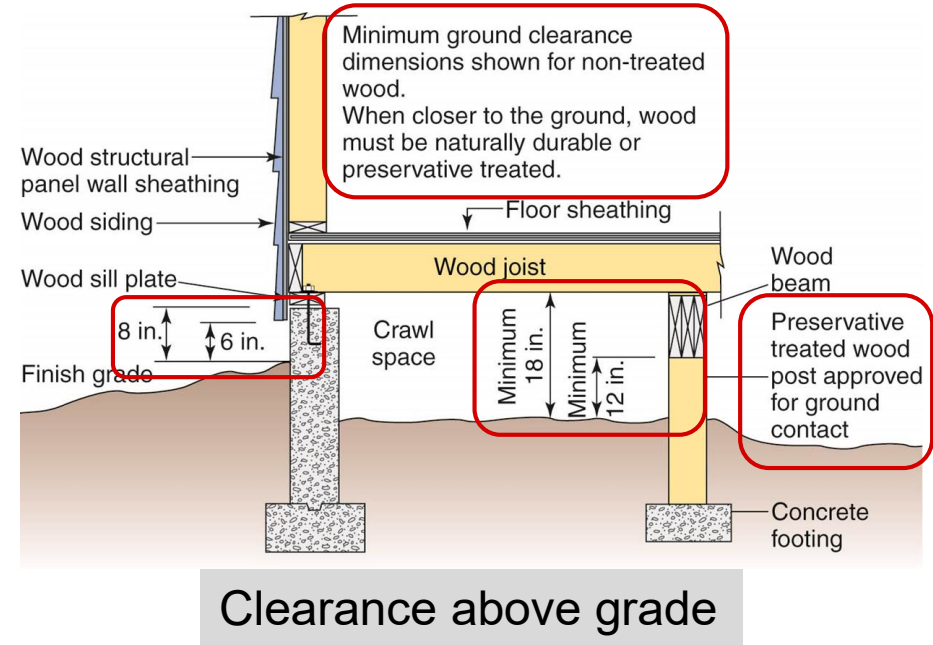 Minimum ground clearance
dimensions shown for non-treated
wood.
When closer to the ground, wood
must be naturally durable or
preservative treated.
Wood structural
panel wall sheathing
Wood siding
Floor sheathing
Wood sill plate
Wood joist
Wood
beam
8 in.
6 in.
Crawl
space
Minimum
18 in.
Minimum
12 in.
Preservative
treated wood
post approved
for ground
contact
Finish grade
Concrete
footing
Clearance above grade